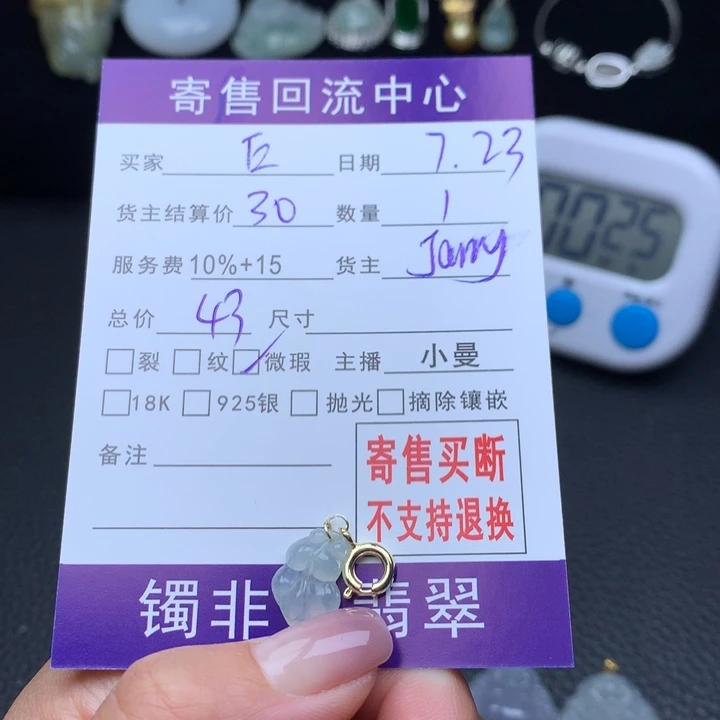 寄售回流中心
买家 日期 7.23
货主结算价 30 数量 1
服务费 10%+15 货主
总价 43 尺寸
裂 纹 微瑕 主播 小曼
18K 925银 抛光 摘除镶嵌
备注
寄售买断
不支持退换
镯非 翡翠
00 25